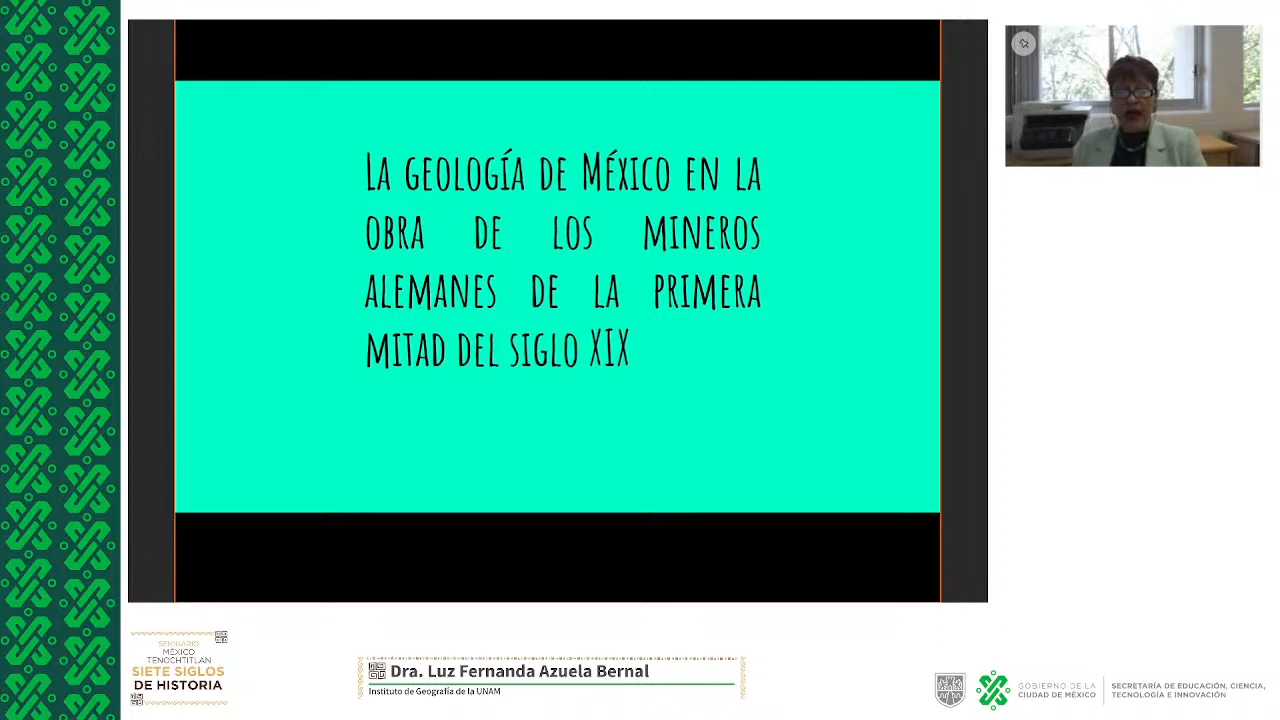 La geología de México en la
obra de los mineros
alemanes de la primera
mitad del siglo XIX
SEMINARIO
MÉXICO
TENOCHTITLAN
SIETE SIGLOS
DE HISTORIA
Dra. Luz Fernanda Azuela Bernal
Instituto de Geografía de la UNAM
GOBIERNO DE LA
CIUDAD DE MÉXICO
SECRETARÍA DE EDUCACIÓN, CIENCIA,
TECNOLOGÍA E INNOVACIÓN